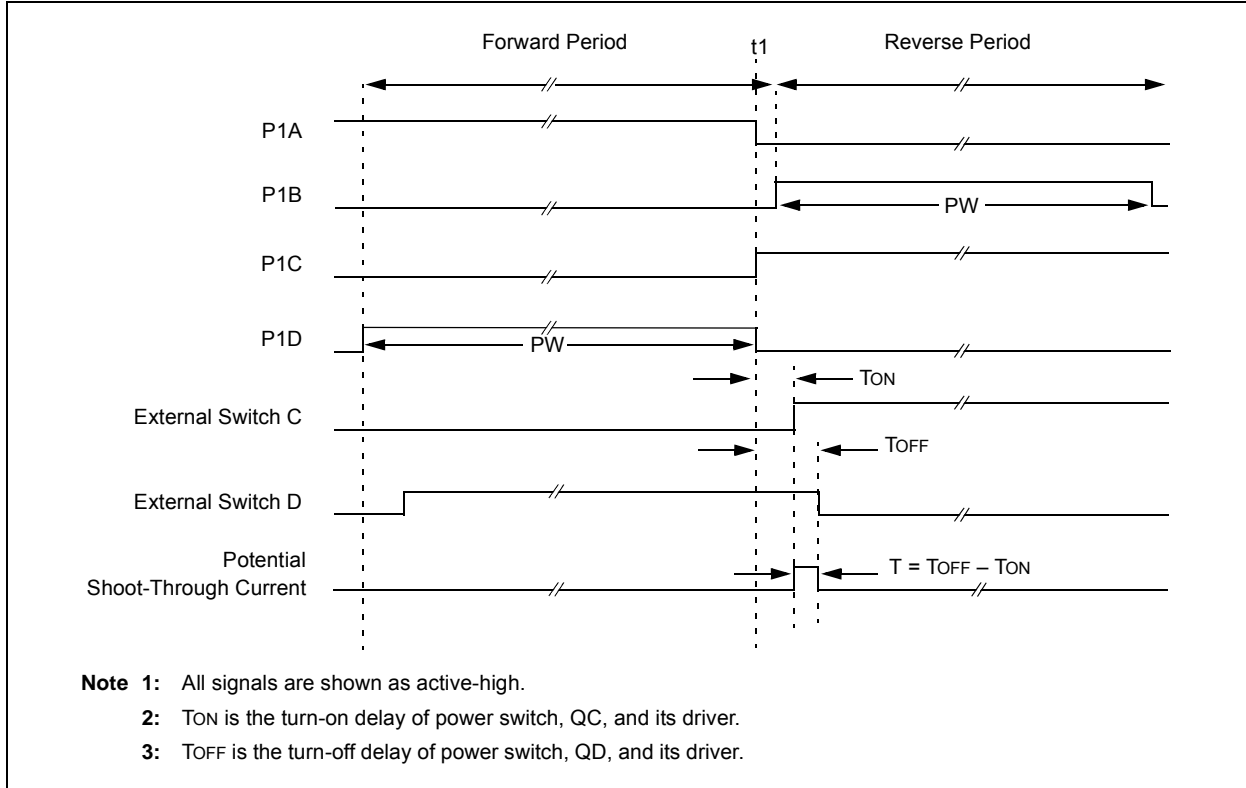 Forward Period
t1
Reverse Period
P1A
P1B
PW
P1C
P1D
PW
TON
External Switch C
TOFF
External Switch D
Potential
Shoot-Through Current
T = TOFF – TON
Note 1: All signals are shown as active-high.
2: TON is the turn-on delay of power switch, QC, and its driver.
3: TOFF is the turn-off delay of power switch, QD, and its driver.